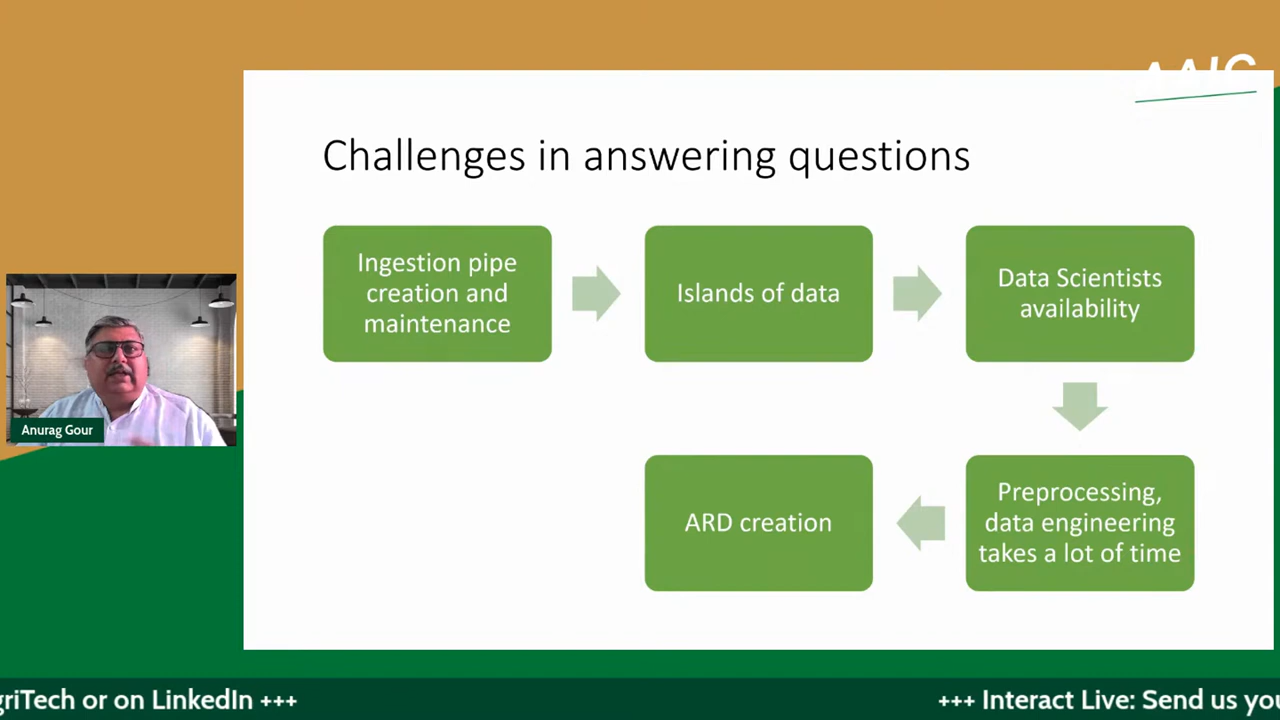 Challenges in answering questions
Ingestion pipe
creation and
maintenance
Islands of data
Data Scientists
availability
Preprocessing,
data engineering
takes a lot of time
ARD creation
Anurag Gour
griTech or on LinkedIn +++
+++ Interact Live: Send us you